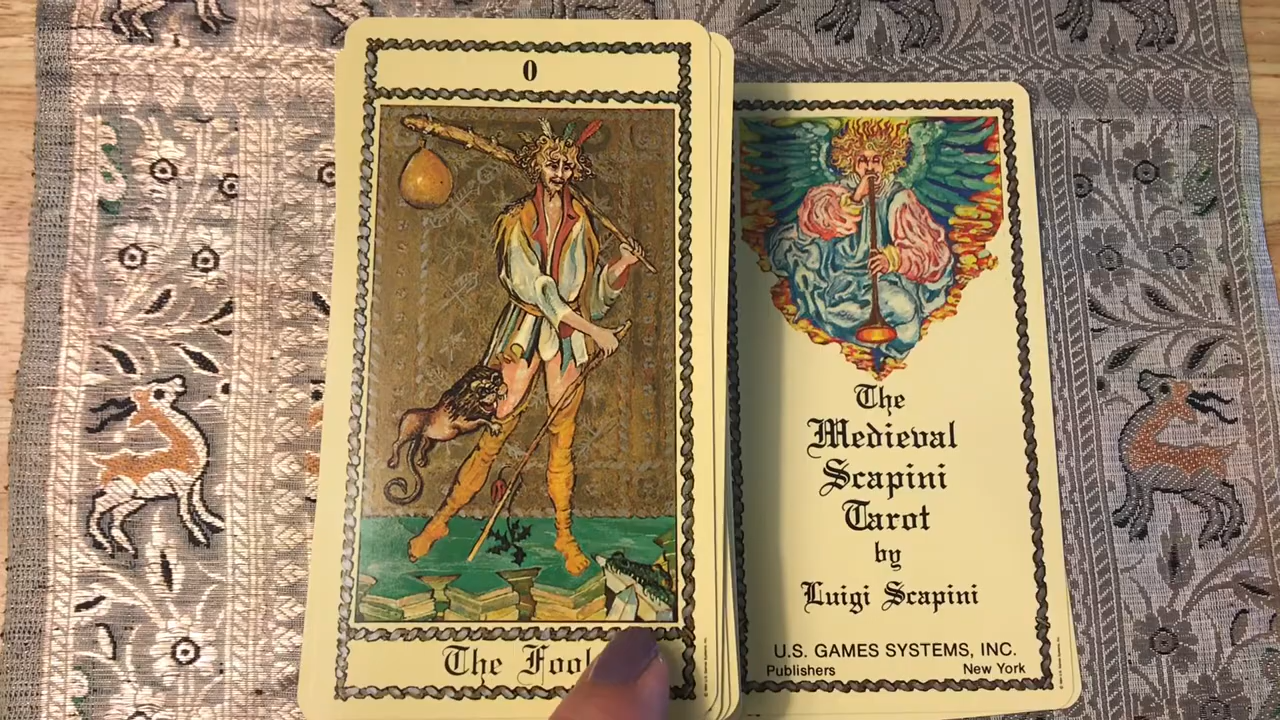 0
The Fool
The
Medieval
Scapini
Tarot
by
Luigi Scapini
U.S. GAMES SYSTEMS, INC.
Publishers New York